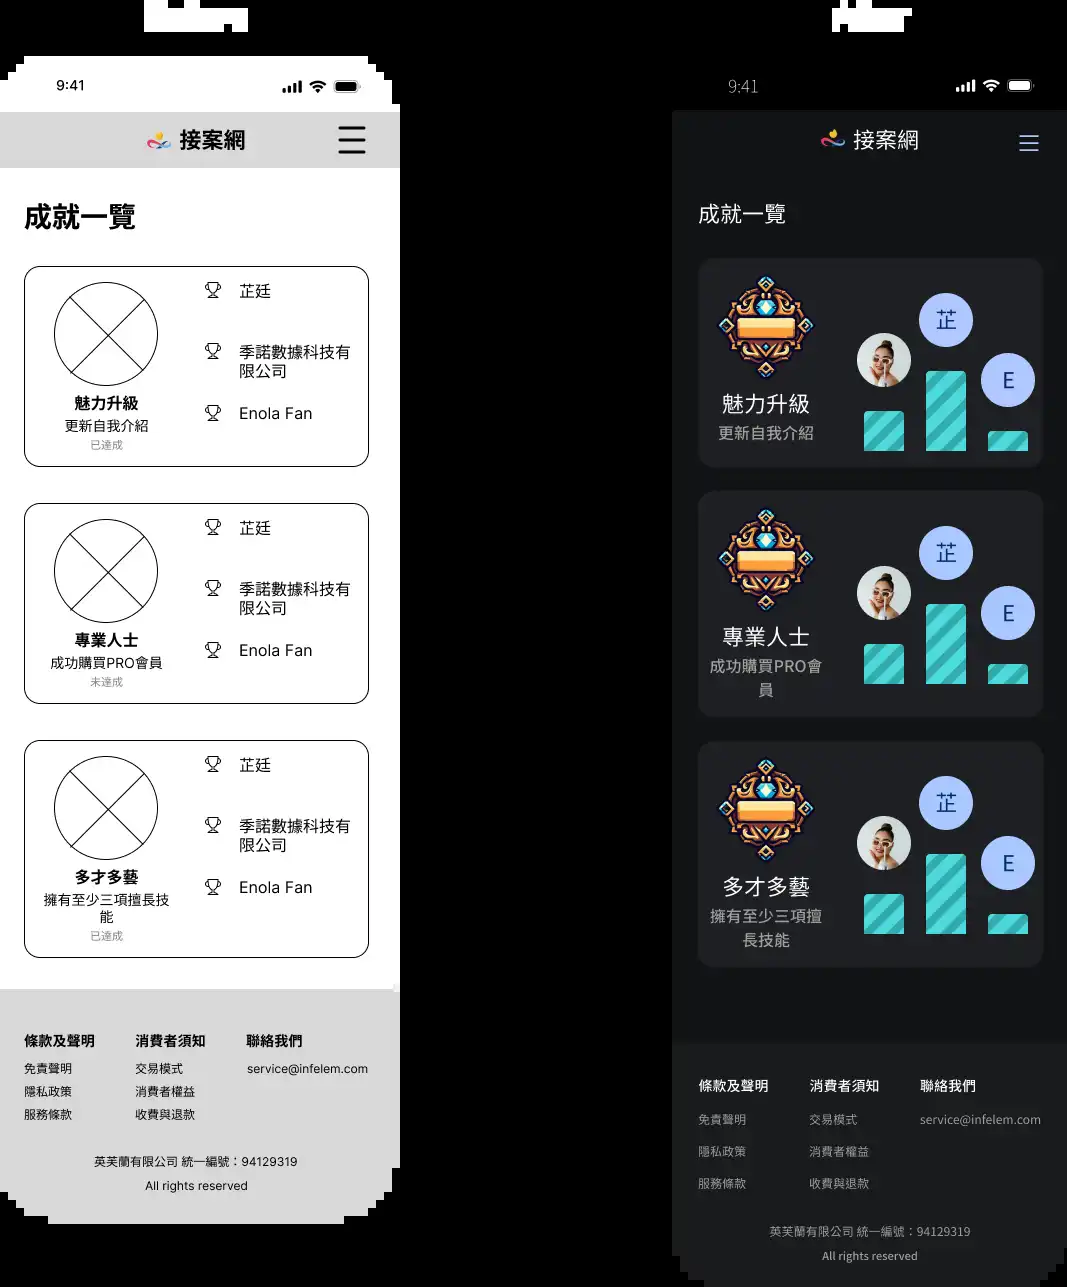 9:41
接案網
成就一覽
魅力升級
更新自我介紹
已達成
芷廷
季諾數據科技有
限公司
Enola Fan
專業人士
成功購買PRO會員
未達成
芷廷
季諾數據科技有
限公司
Enola Fan
多才多藝
擁有至少三項擅長技
能
已達成
芷廷
季諾數據科技有
限公司
Enola Fan
條款及聲明
免責聲明
隱私政策
服務條款
消費者須知
交易模式
消費者權益
收費與退款
聯絡我們
service@infelem.com
英芙蘭有限公司 統一編號：94129319
All rights reserved
9:41
接案網
成就一覽
魅力升級
更新自我介紹
芷
E
專業人士
成功購買PRO會
員
芷
E
多才多藝
擁有至少三項擅
長技能
芷
E
條款及聲明
免責聲明
隱私政策
服務條款
消費者須知
交易模式
消費者權益
收費與退款
聯絡我們
service@infelem.com
英芙蘭有限公司 統一編號：94129319
All rights reserved